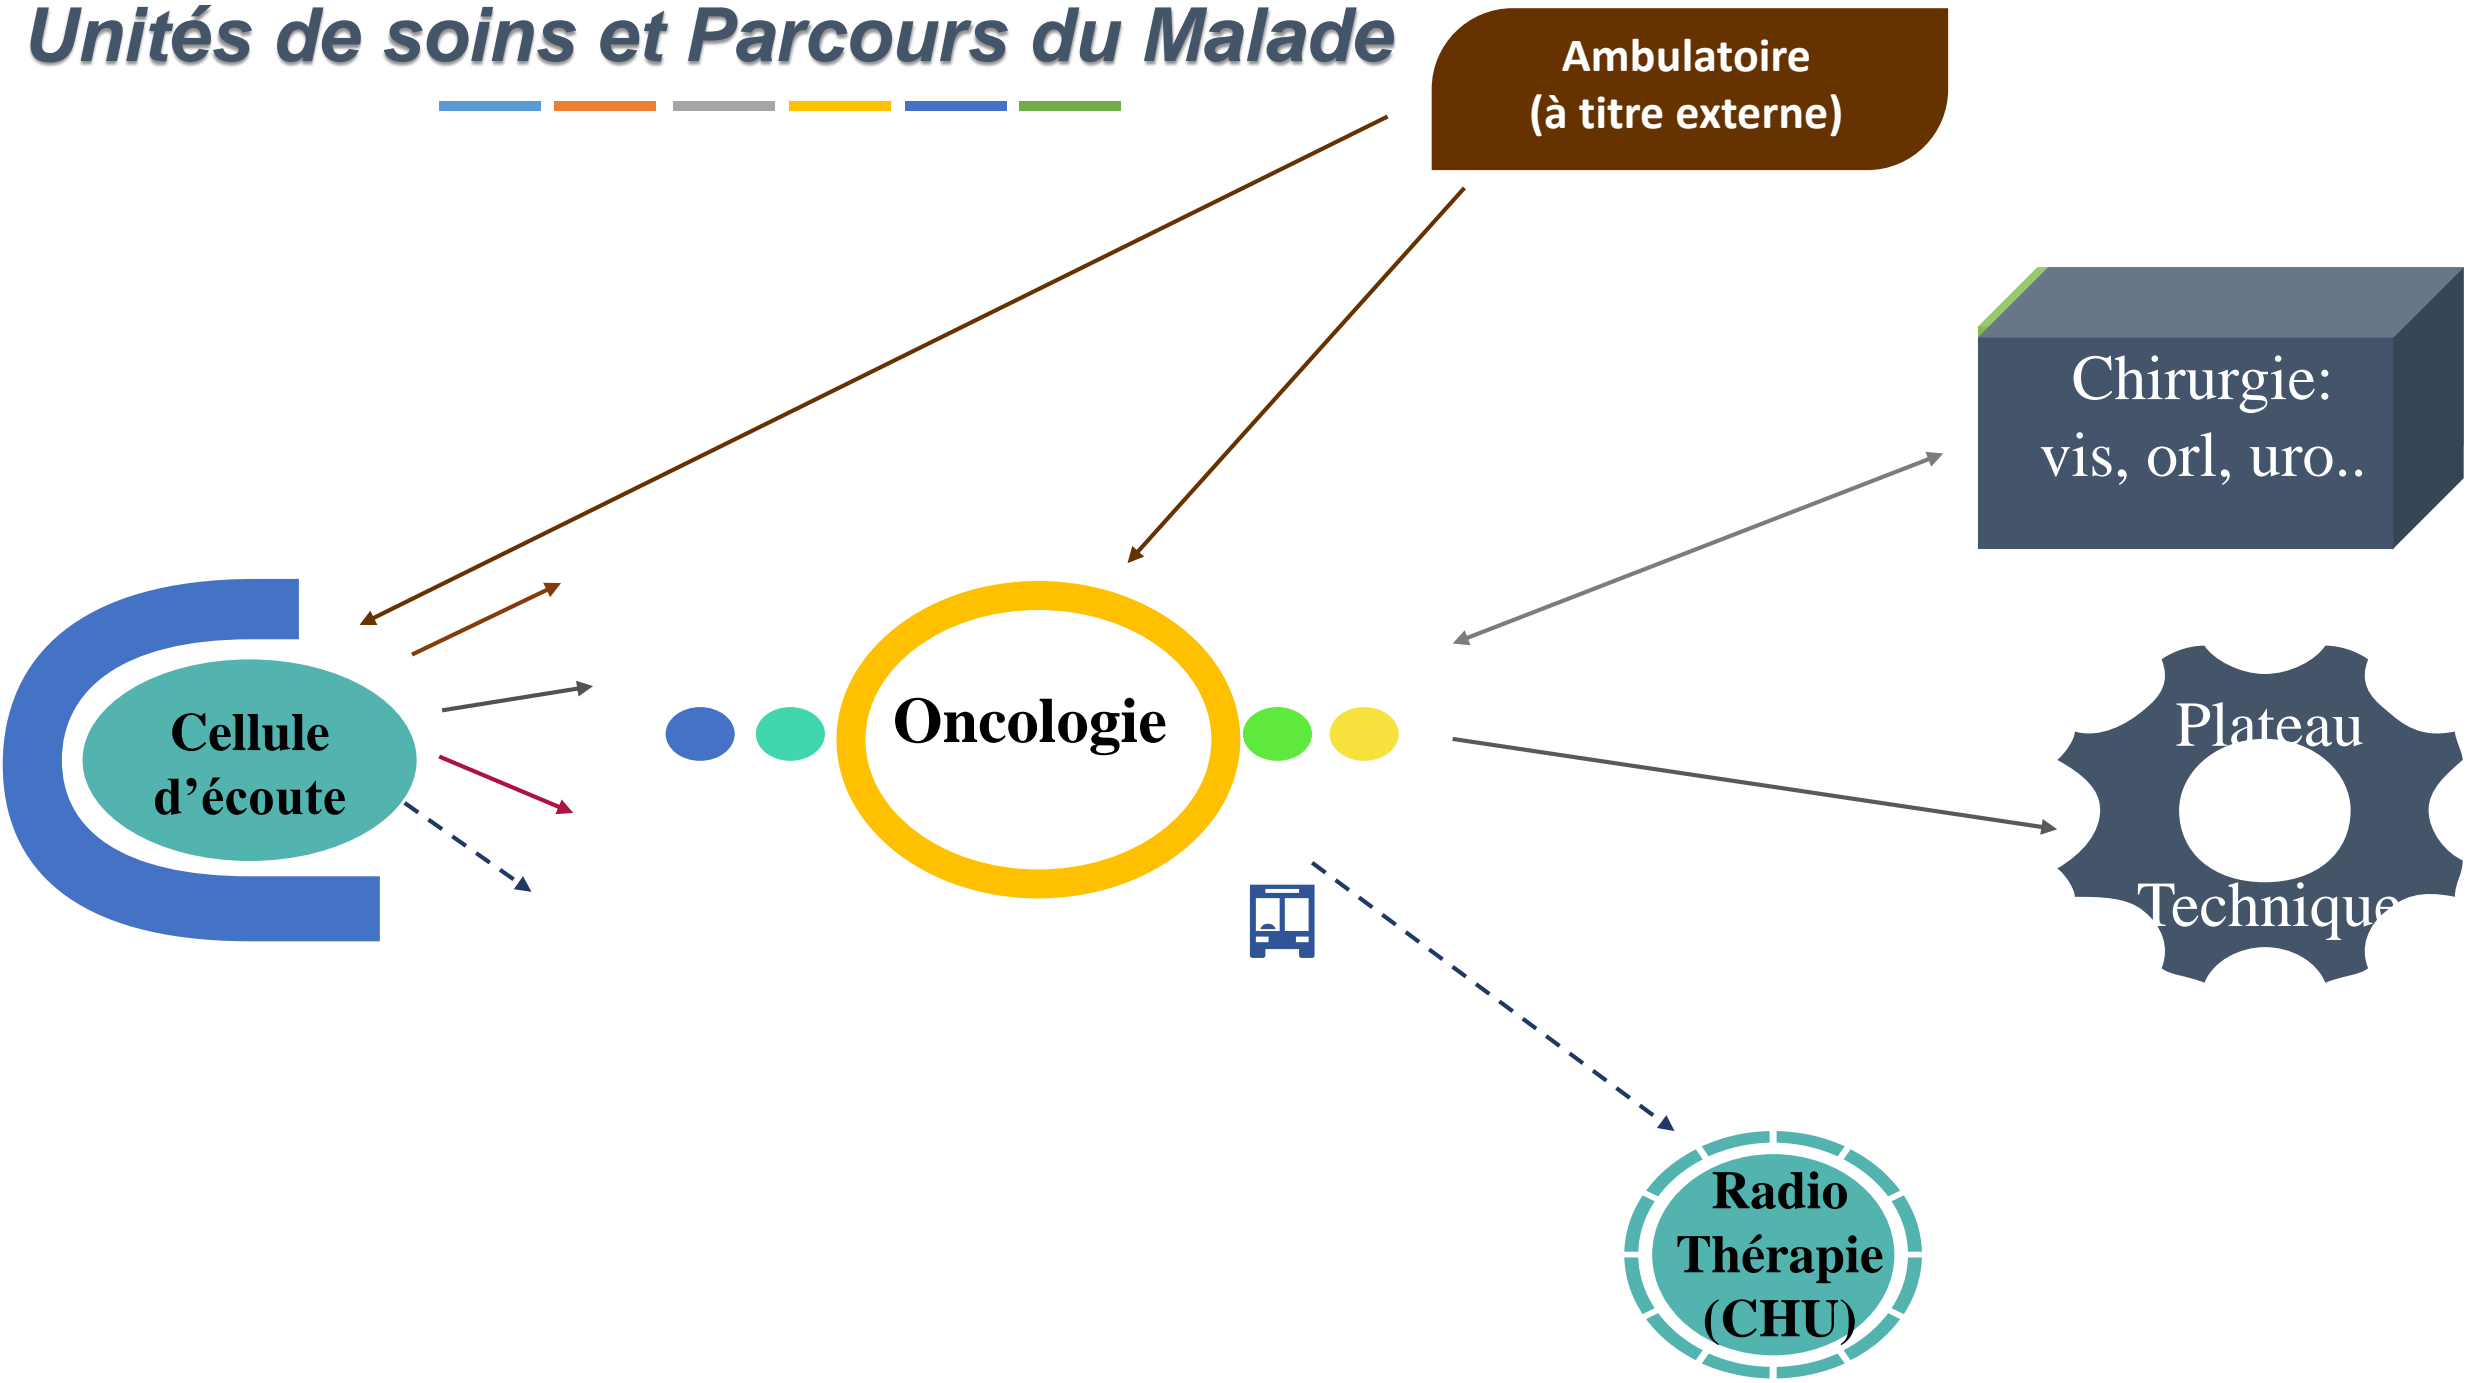 Unités de soins et Parcours du Malade
Ambulatoire
(à titre externe)
Chirurgie:
vis, orl, uro..
Cellule
d’écoute
Oncologie
Plateau
Technique
Radio
Thérapie
(CHU)